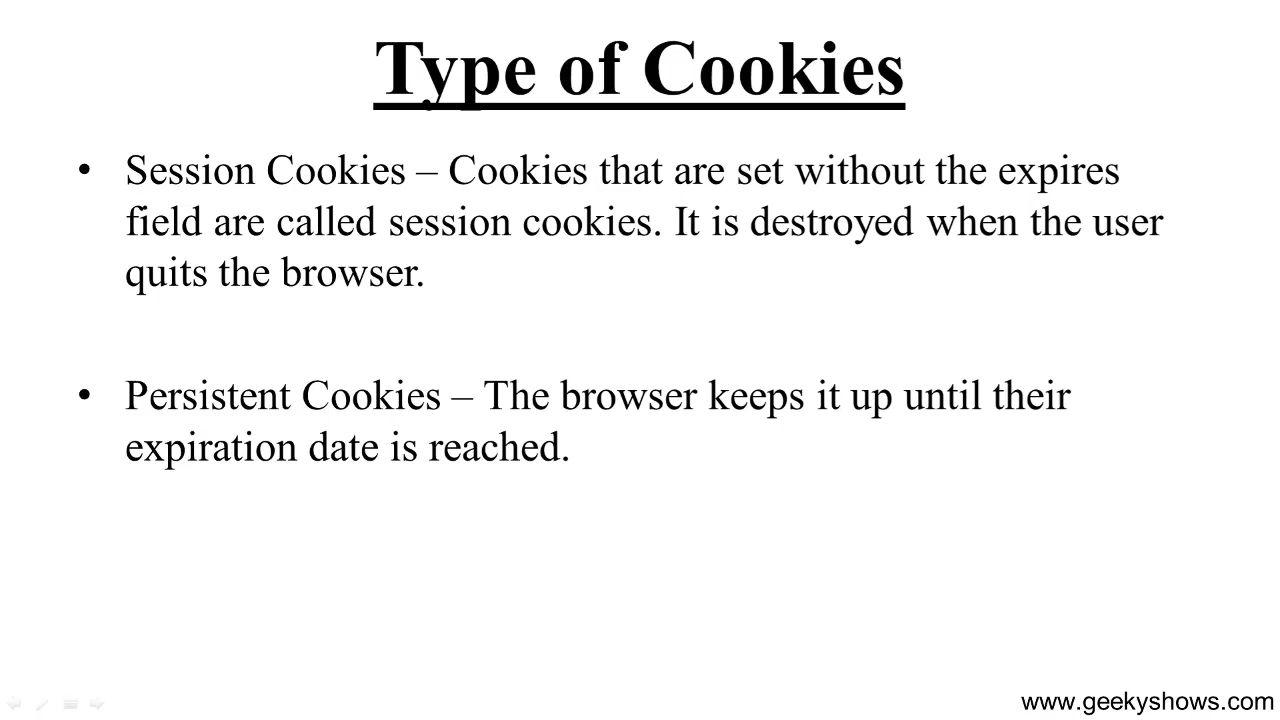 Type of Cookies
• Session Cookies – Cookies that are set without the expires
field are called session cookies. It is destroyed when the user
quits the browser.
• Persistent Cookies – The browser keeps it up until their
expiration date is reached.
www.geekyshows.com